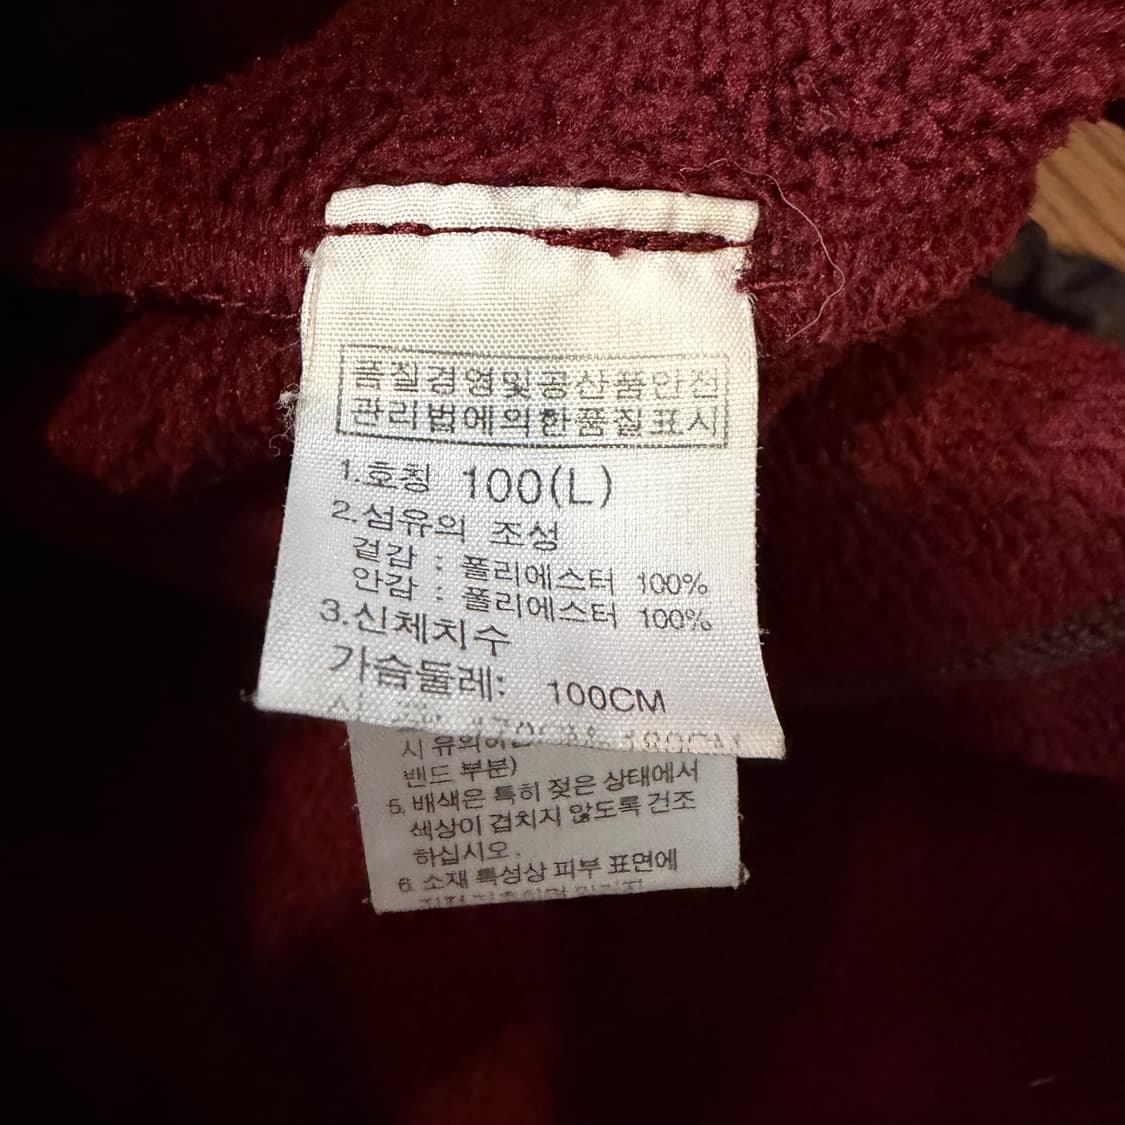 품질경영및공산품안전
관리법에의한품질표시
1.호칭 100(L)
2.섬유의 조성
겉감 : 폴리에스터 100%
안감 : 폴리에스터 100%
3.신체치수
가슴둘레: 100CM
시 유의
밴드 부분)
5. 배색은 특히 젖은 상태에서
색상이 겹치지 않도록 건조
하십시오.
6. 소재 특성상 피부 표면에